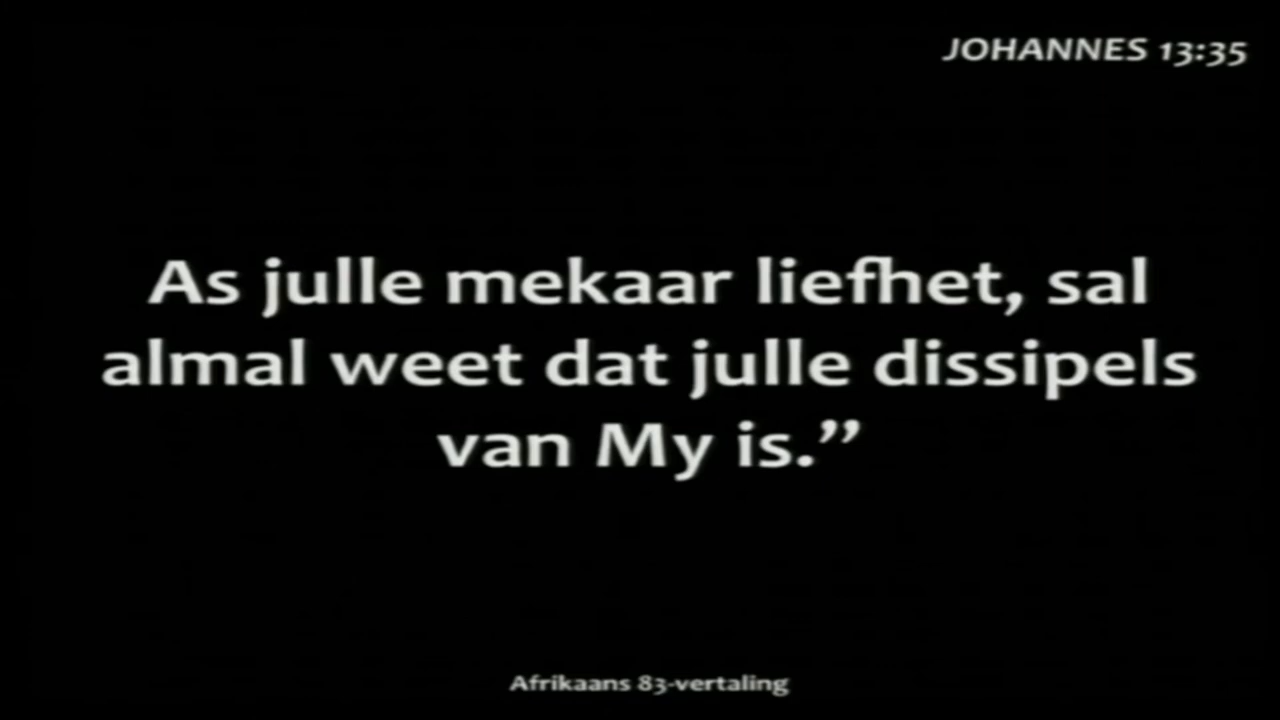 JOHANNES 13:35
As julle mekaar liefhet, sal
almal weet dat julle dissipels
van My is.”
Afrikaans 83-vertaling